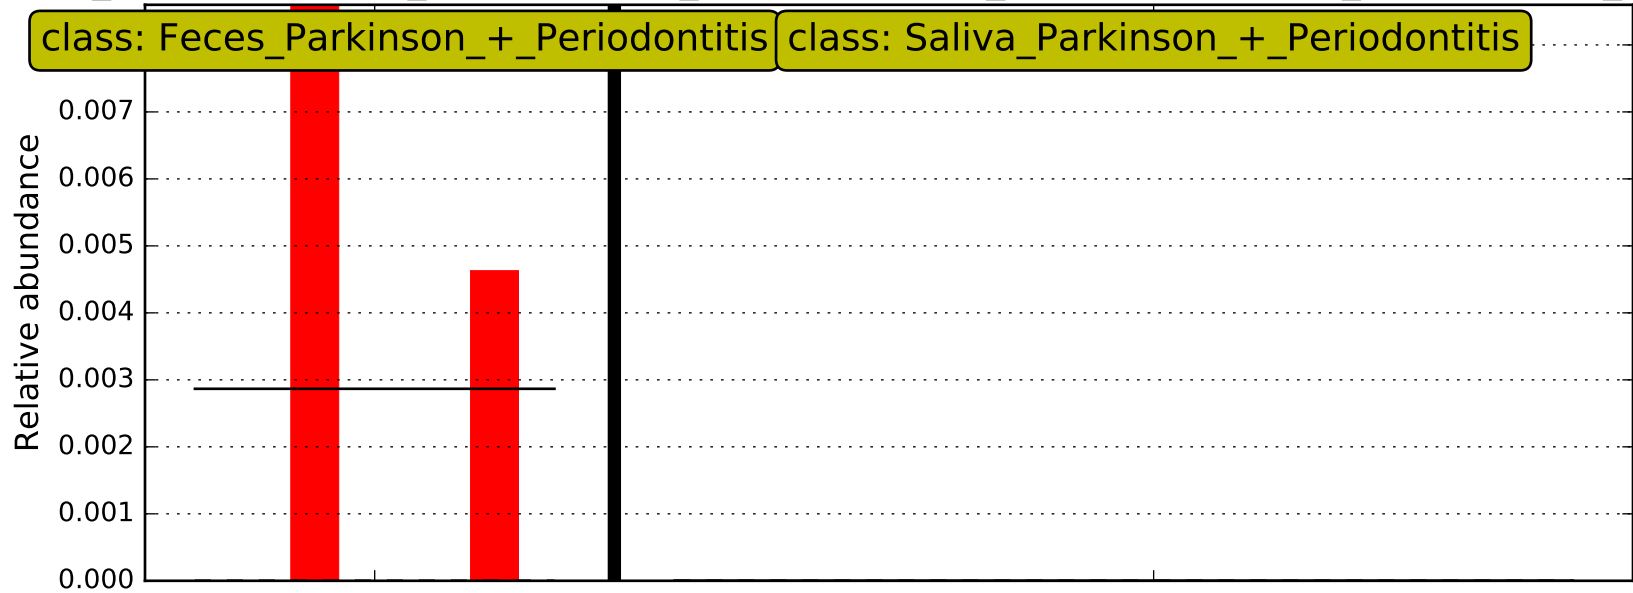 class: Feces_Parkinson_+_Periodontitis
class: Saliva_Parkinson_+_Periodontitis
Relative abundance
0.007
0.006
0.005
0.004
0.003
0.002
0.001
0.000